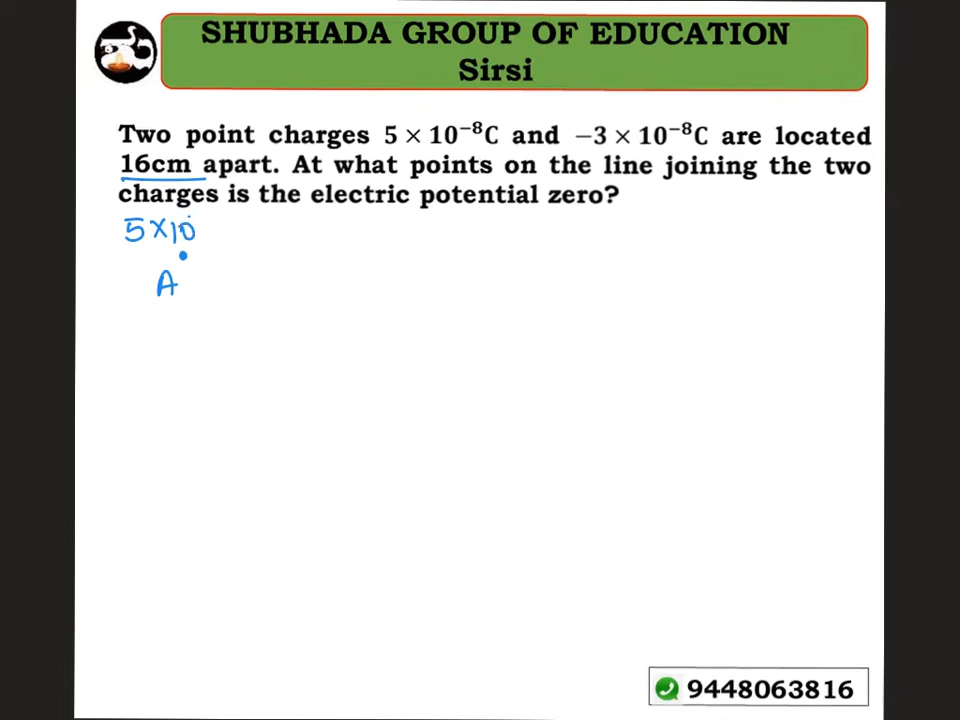 SHUBHADA GROUP OF EDUCATION
Sirsi
Two point charges 5 × 10⁻⁸C and −3 × 10⁻⁸C are located
16cm apart. At what points on the line joining the two
charges is the electric potential zero?
5×10
A
9448063816